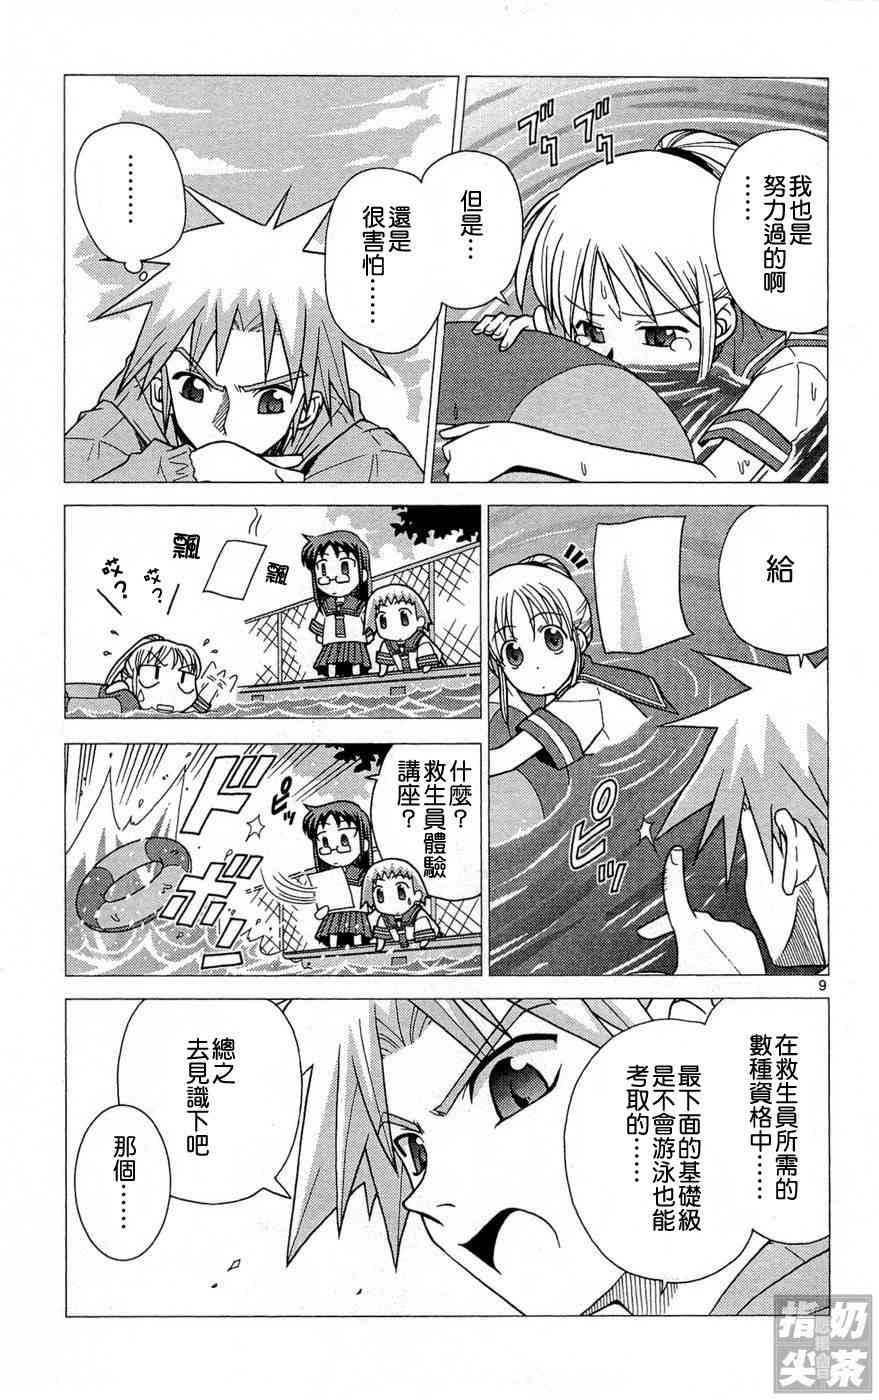 我也是
努力過的啊
……
ブク
ブク
但是…
還是
很害怕
……
………
給
ピッ
飄
飄
哎?
哎?
什麼?
救生員體驗
講座?
ピッ
ドボーン
9
在救生員所需的
數種資格中……
最下面的基礎級
是不會游泳也能
考取的……
總之
去見識下吧
那個……
指尖
奶茶